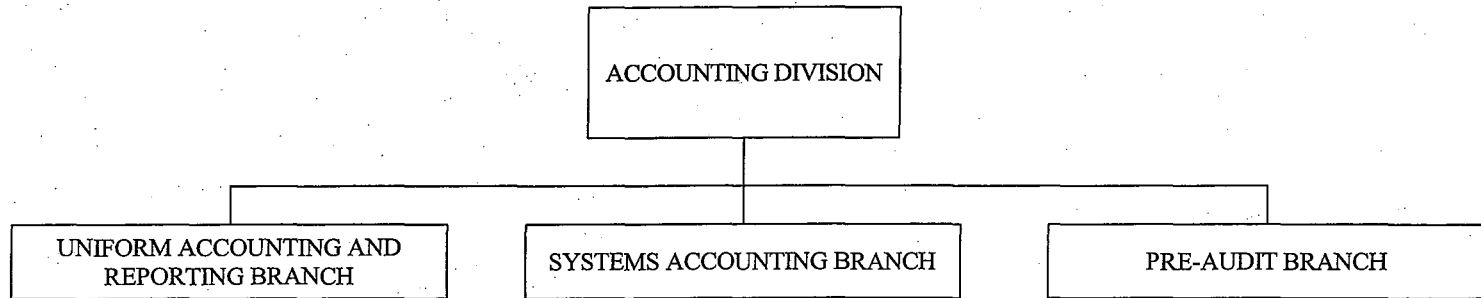 ACCOUNTING DIVISION
UNIFORM ACCOUNTING AND
REPORTING BRANCH
SYSTEMS ACCOUNTING BRANCH
PRE-AUDIT BRANCH